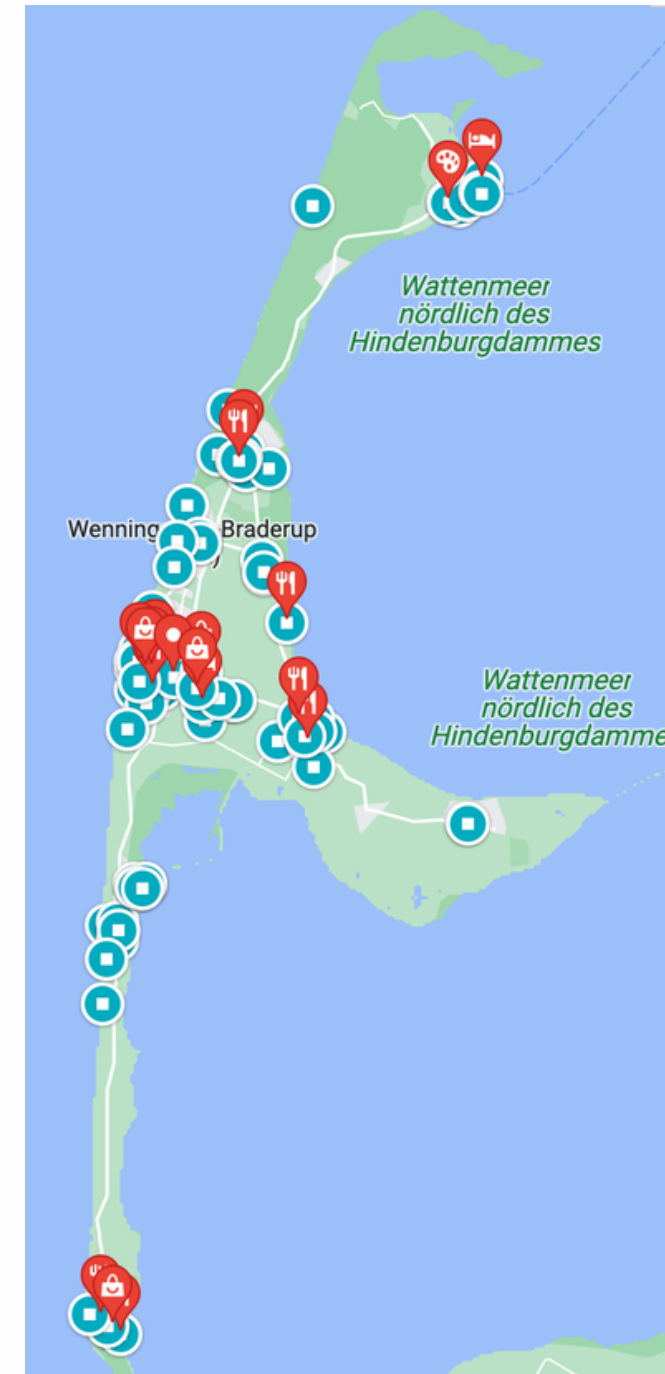 Wattenmeer
nördlich des
Hindenburgdammes
Wenning
Braderup
)
Wattenmeer
nördlich des
Hindenburgdamme